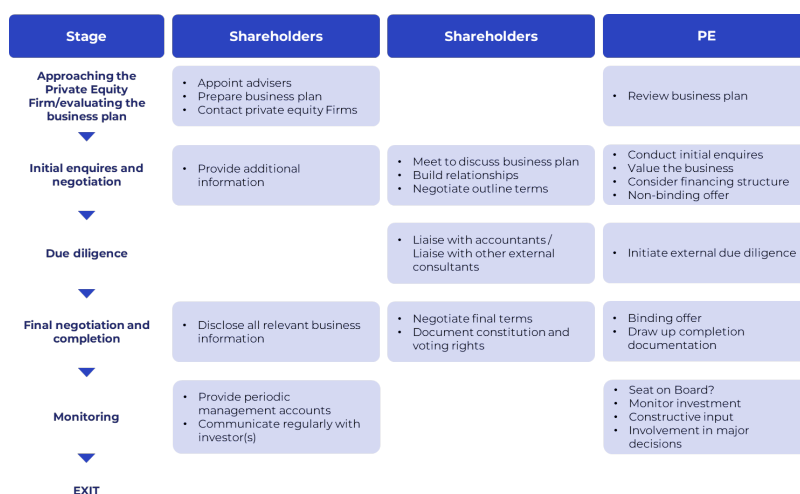 Stage
Shareholders
Shareholders
PE
Approaching the
Private Equity
Firm/evaluating the
business plan
• Appoint advisers
• Prepare business plan
• Contact private equity Firms
• Review business plan
Initial enquires and
negotiation
• Provide additional
information
• Meet to discuss business plan
• Build relationships
• Negotiate outline terms
• Conduct initial enquires
• Value the business
• Consider financing structure
• Non-binding offer
Due diligence
• Liaise with accountants /
Liaise with other external
consultants
• Initiate external due diligence
Final negotiation and
completion
• Disclose all relevant business
information
• Negotiate final terms
• Document constitution and
voting rights
• Binding offer
• Draw up completion
documentation
Monitoring
• Provide periodic
management accounts
• Communicate regularly with
investor(s)
• Seat on Board?
• Monitor investment
• Constructive input
• Involvement in major
decisions
EXIT